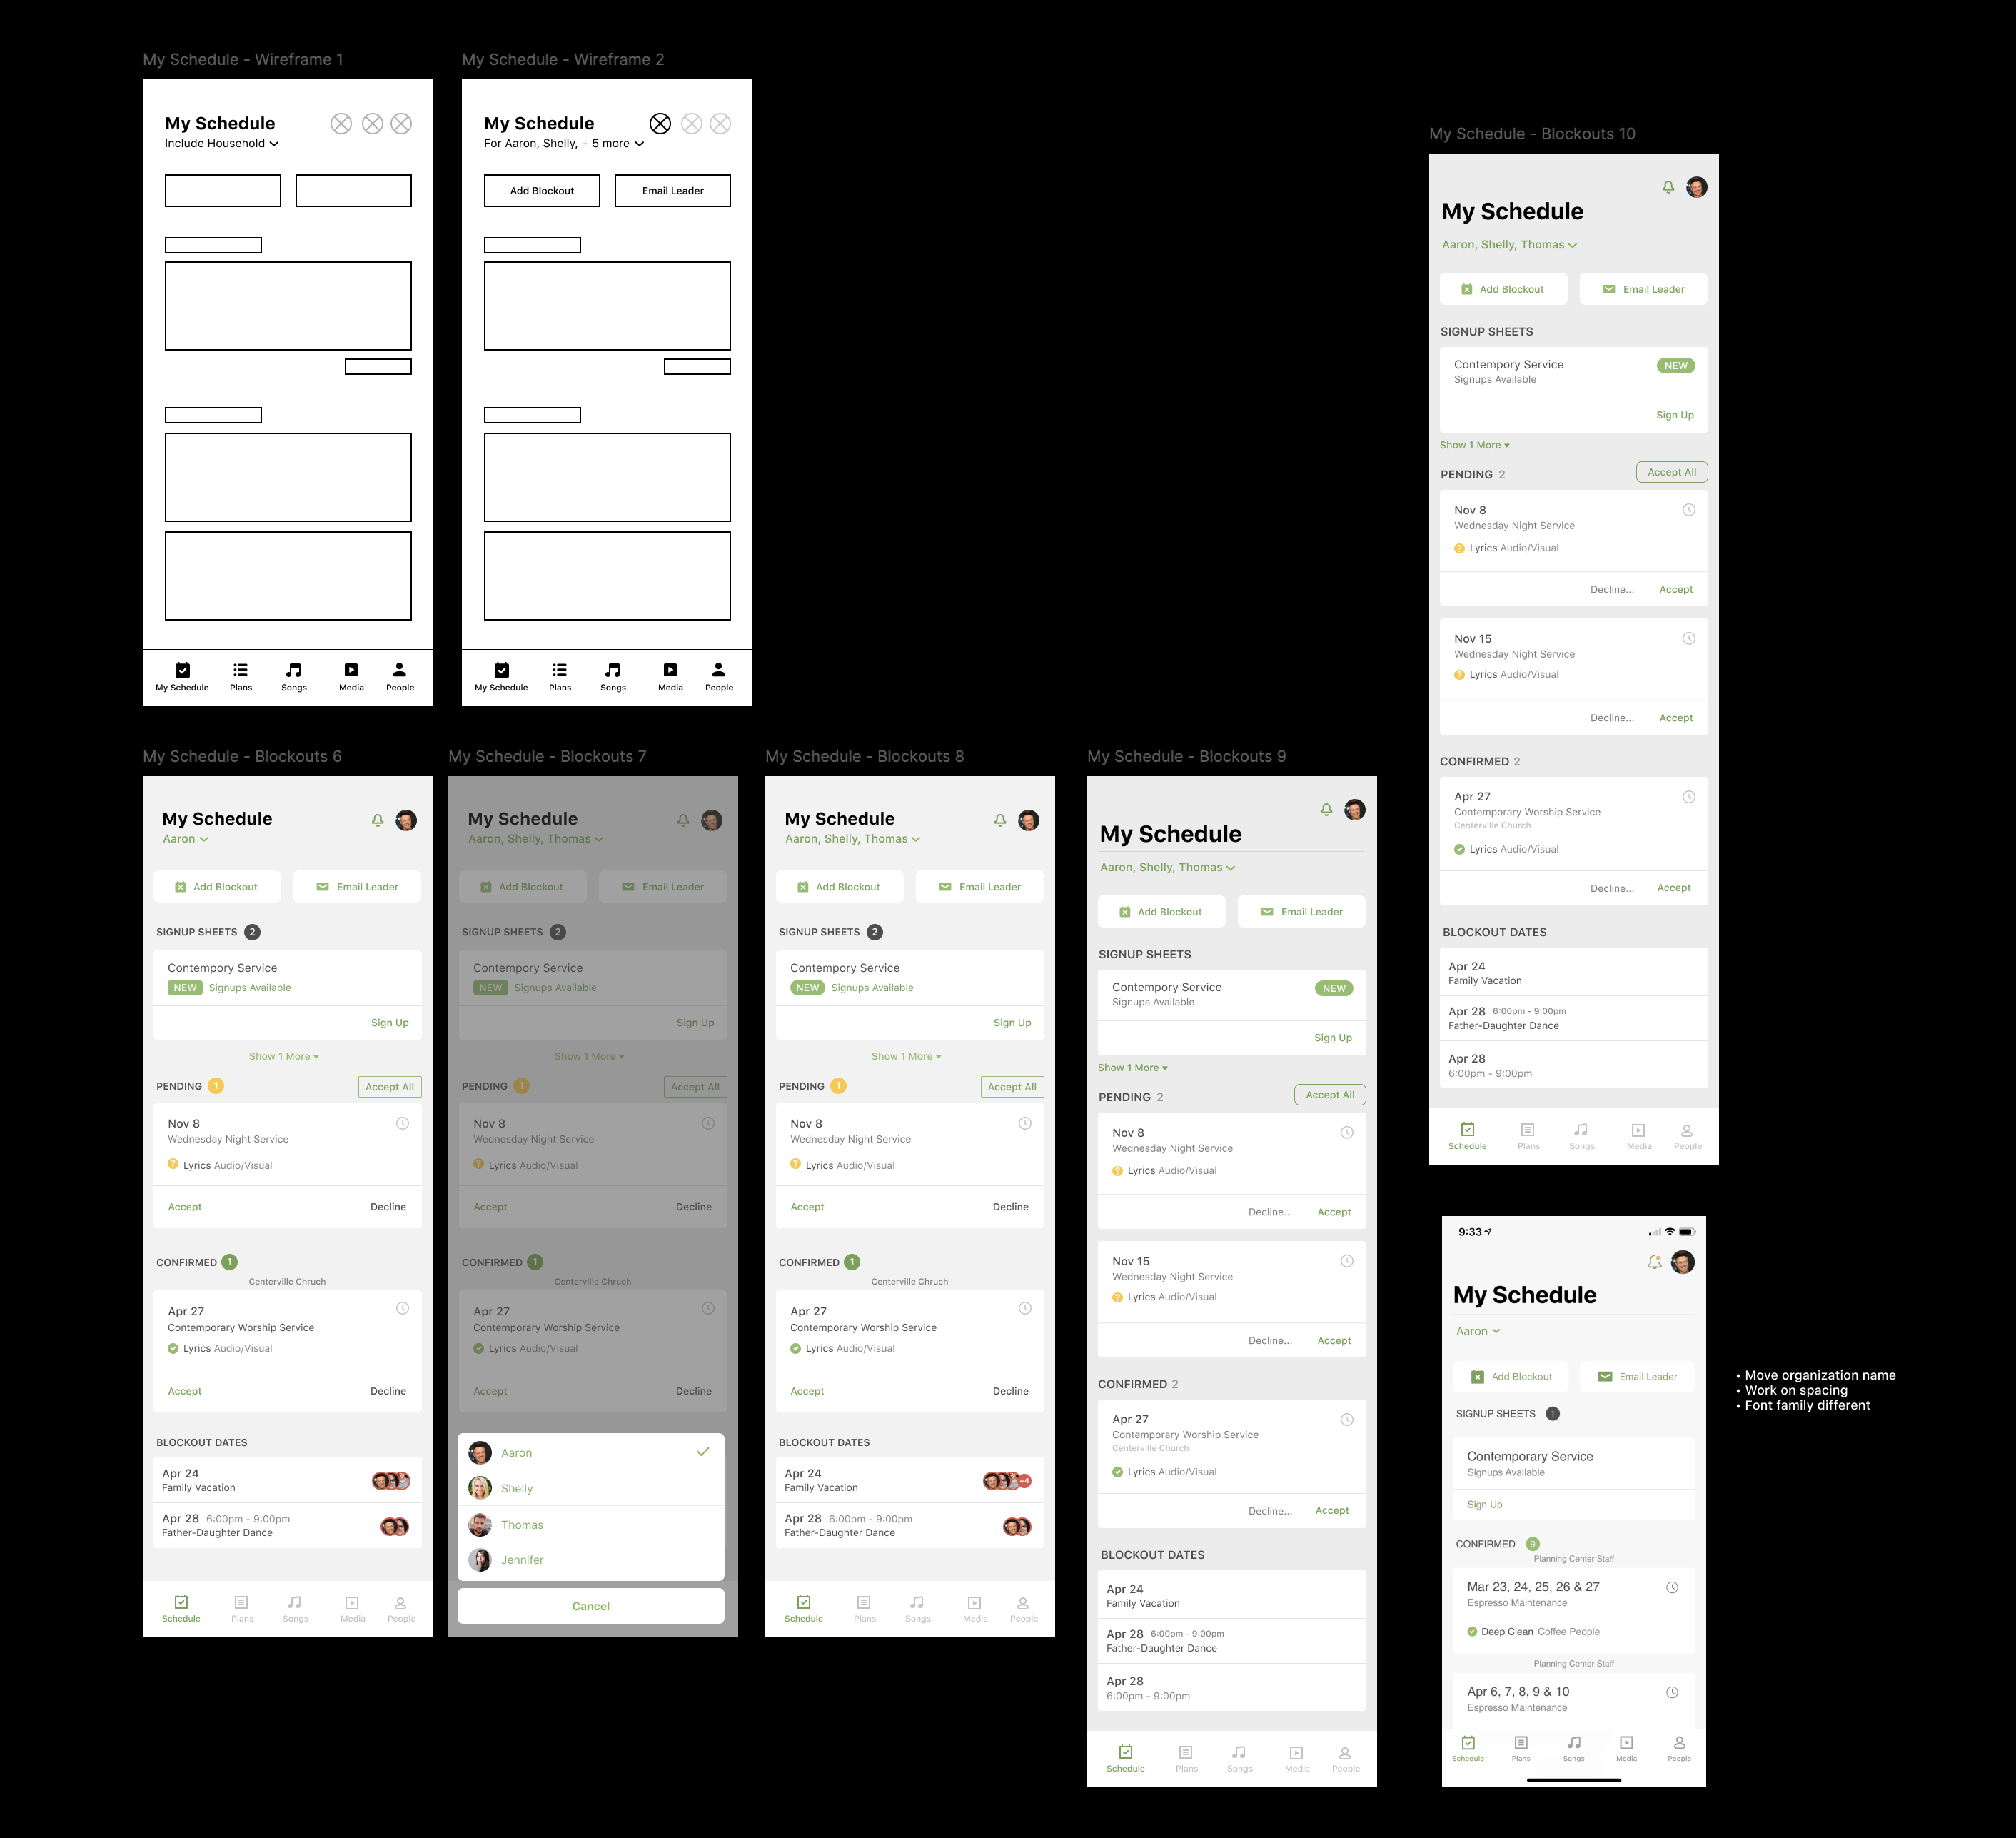 My Schedule - Wireframe 1
My Schedule
Include Household
My Schedule
Plans
Songs
Media
People
My Schedule - Wireframe 2
My Schedule
For Aaron, Shelly, + 5 more
Add Blockout
Email Leader
My Schedule
Plans
Songs
Media
People
My Schedule - Blockouts 6
My Schedule
Aaron
Add Blockout
Email Leader
SIGNUP SHEETS 2
Contempory Service
NEW Signups Available
Sign Up
Show 1 More
PENDING 1
Accept All
Nov 8
Wednesday Night Service
? Lyrics Audio/Visual
Accept
Decline
CONFIRMED 1
Centerville Chruch
Apr 27
Contemporary Worship Service
Lyrics Audio/Visual
Accept
Decline
BLOCKOUT DATES
Apr 24
Family Vacation
Apr 28 6:00pm - 9:00pm
Father-Daughter Dance
Schedule
Plans
Songs
Media
People
My Schedule - Blockouts 7
My Schedule
Aaron, Shelly, Thomas
Add Blockout
Email Leader
SIGNUP SHEETS 2
Contempory Service
NEW Signups Available
Sign Up
Show 1 More
PENDING 1
Accept All
Nov 8
Wednesday Night Service
? Lyrics Audio/Visual
Accept
Decline
CONFIRMED 1
Centerville Chruch
Apr 27
Contemporary Worship Service
Lyrics Audio/Visual
Accept
Decline
Aaron
Shelly
Thomas
Jennifer
Cancel
My Schedule - Blockouts 8
My Schedule
Aaron, Shelly, Thomas
Add Blockout
Email Leader
SIGNUP SHEETS 2
Contempory Service
NEW Signups Available
Sign Up
Show 1 More
PENDING 1
Accept All
Nov 8
Wednesday Night Service
? Lyrics Audio/Visual
Accept
Decline
CONFIRMED 1
Centerville Chruch
Apr 27
Contemporary Worship Service
Lyrics Audio/Visual
Accept
Decline
BLOCKOUT DATES
Apr 24
Family Vacation
+4
Apr 28 6:00pm - 9:00pm
Father-Daughter Dance
Schedule
Plans
Songs
Media
People
My Schedule - Blockouts 9
My Schedule
Aaron, Shelly, Thomas
Add Blockout
Email Leader
SIGNUP SHEETS
Contempory Service
NEW
Signups Available
Sign Up
Show 1 More
PENDING 2
Accept All
Nov 8
Wednesday Night Service
? Lyrics Audio/Visual
Decline...
Accept
Nov 15
Wednesday Night Service
? Lyrics Audio/Visual
Decline...
Accept
CONFIRMED 2
Apr 27
Contemporary Worship Service
Centerville Church
Lyrics Audio/Visual
Decline...
Accept
BLOCKOUT DATES
Apr 24
Family Vacation
Apr 28 6:00pm - 9:00pm
Father-Daughter Dance
Apr 28
6:00pm - 9:00pm
Schedule
Plans
Songs
Media
People
My Schedule - Blockouts 10
My Schedule
Aaron, Shelly, Thomas
Add Blockout
Email Leader
SIGNUP SHEETS
Contempory Service
NEW
Signups Available
Sign Up
Show 1 More
PENDING 2
Accept All
Nov 8
Wednesday Night Service
? Lyrics Audio/Visual
Decline...
Accept
Nov 15
Wednesday Night Service
? Lyrics Audio/Visual
Decline...
Accept
CONFIRMED 2
Apr 27
Contemporary Worship Service
Centerville Church
Lyrics Audio/Visual
Decline...
Accept
BLOCKOUT DATES
Apr 24
Family Vacation
Apr 28 6:00pm - 9:00pm
Father-Daughter Dance
Apr 28
6:00pm - 9:00pm
Schedule
Plans
Songs
Media
People
9:33
My Schedule
Aaron
Add Blockout
Email Leader
SIGNUP SHEETS 1
Contemporary Service
Signups Available
Sign Up
CONFIRMED 9
Planning Center Staff
Mar 23, 24, 25, 26 & 27
Espresso Maintenance
Deep Clean Coffee People
Planning Center Staff
Apr 6, 7, 8, 9 & 10
Espresso Maintenance
Schedule
Plans
Songs
Media
People
• Move organization name
• Work on spacing
• Font family different